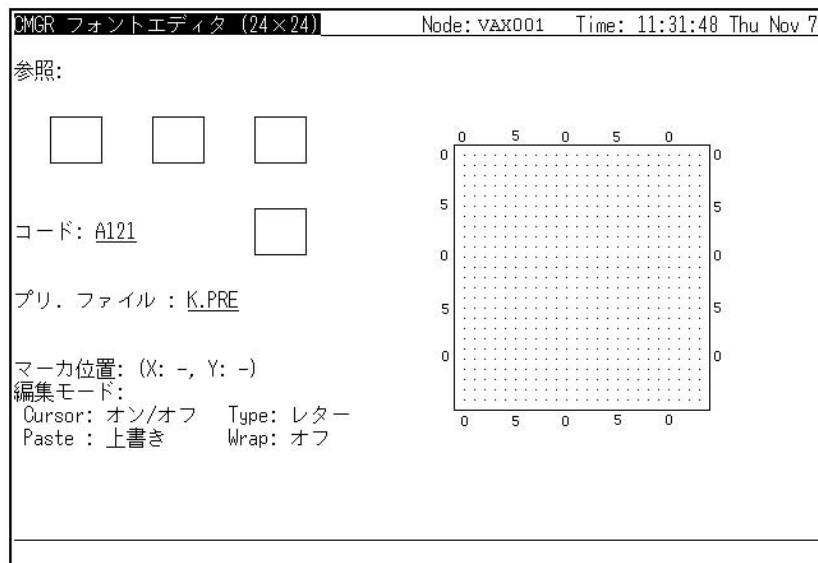 CMGR フォントエディタ (24×24) Node: VAX001 Time: 11:31:48 Thu Nov 7
参照:
0 5 0 5 0
0 0
5 5
コード: A121
0 0
プリ. ファイル : K.PRE
5 5
0 0
マーカ位置: (X: -, Y: -)
編集モード:
Cursor: オン/オフ Type: レター
0 5 0 5 0
Paste : 上書き Wrap: オフ